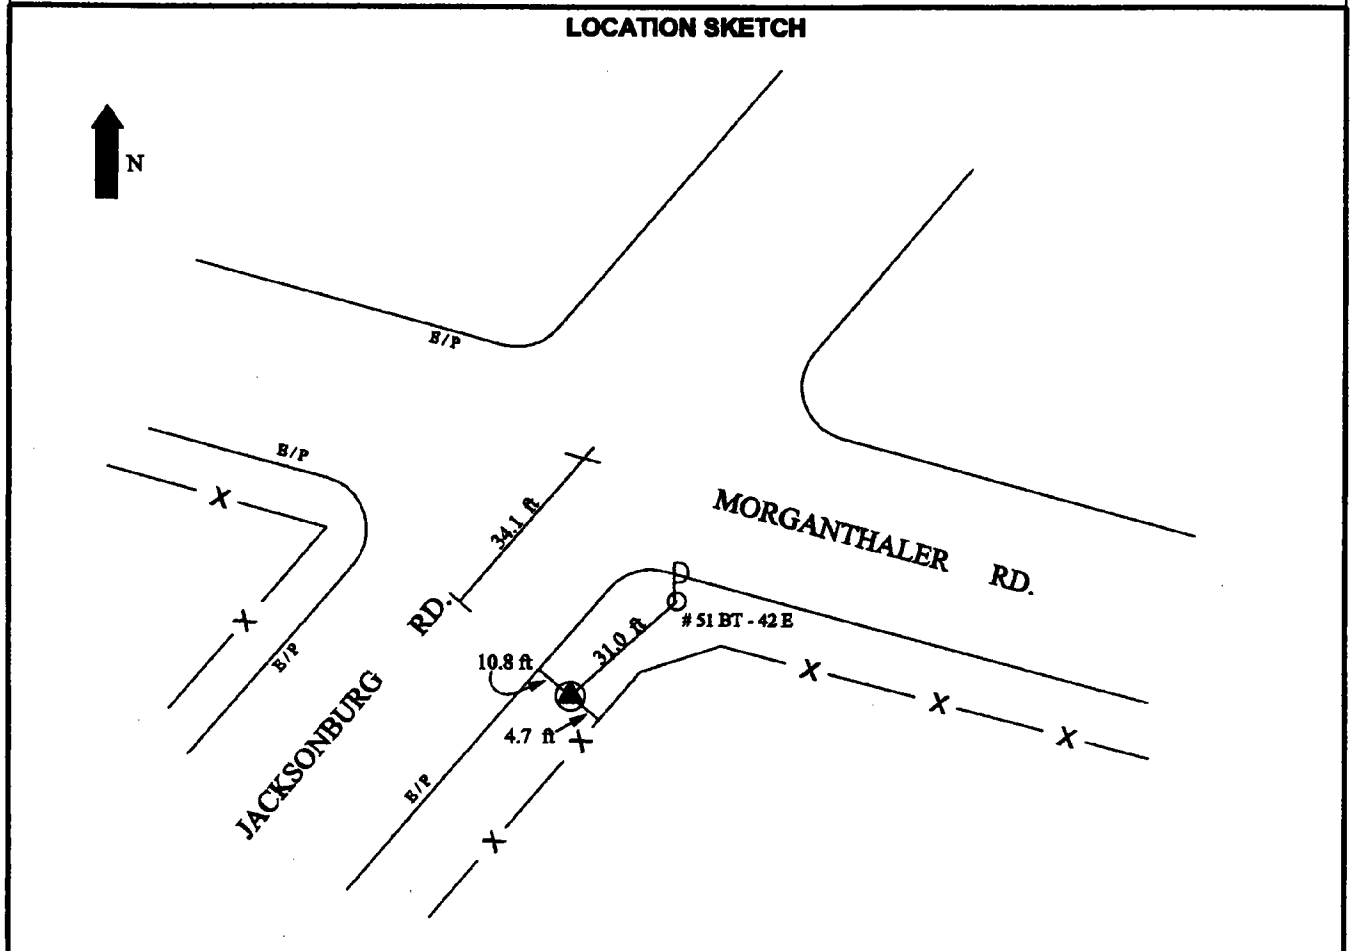 LOCATION SKETCH
N
E/P
E/P
34.1 ft
MORGANTHALER RD.
P
# 51 BT - 42 E
31.0 ft
10.8 ft
4.7 ft
JACKSONBURG RD.
E/P
E/P
X
X
X
X
X
X
X